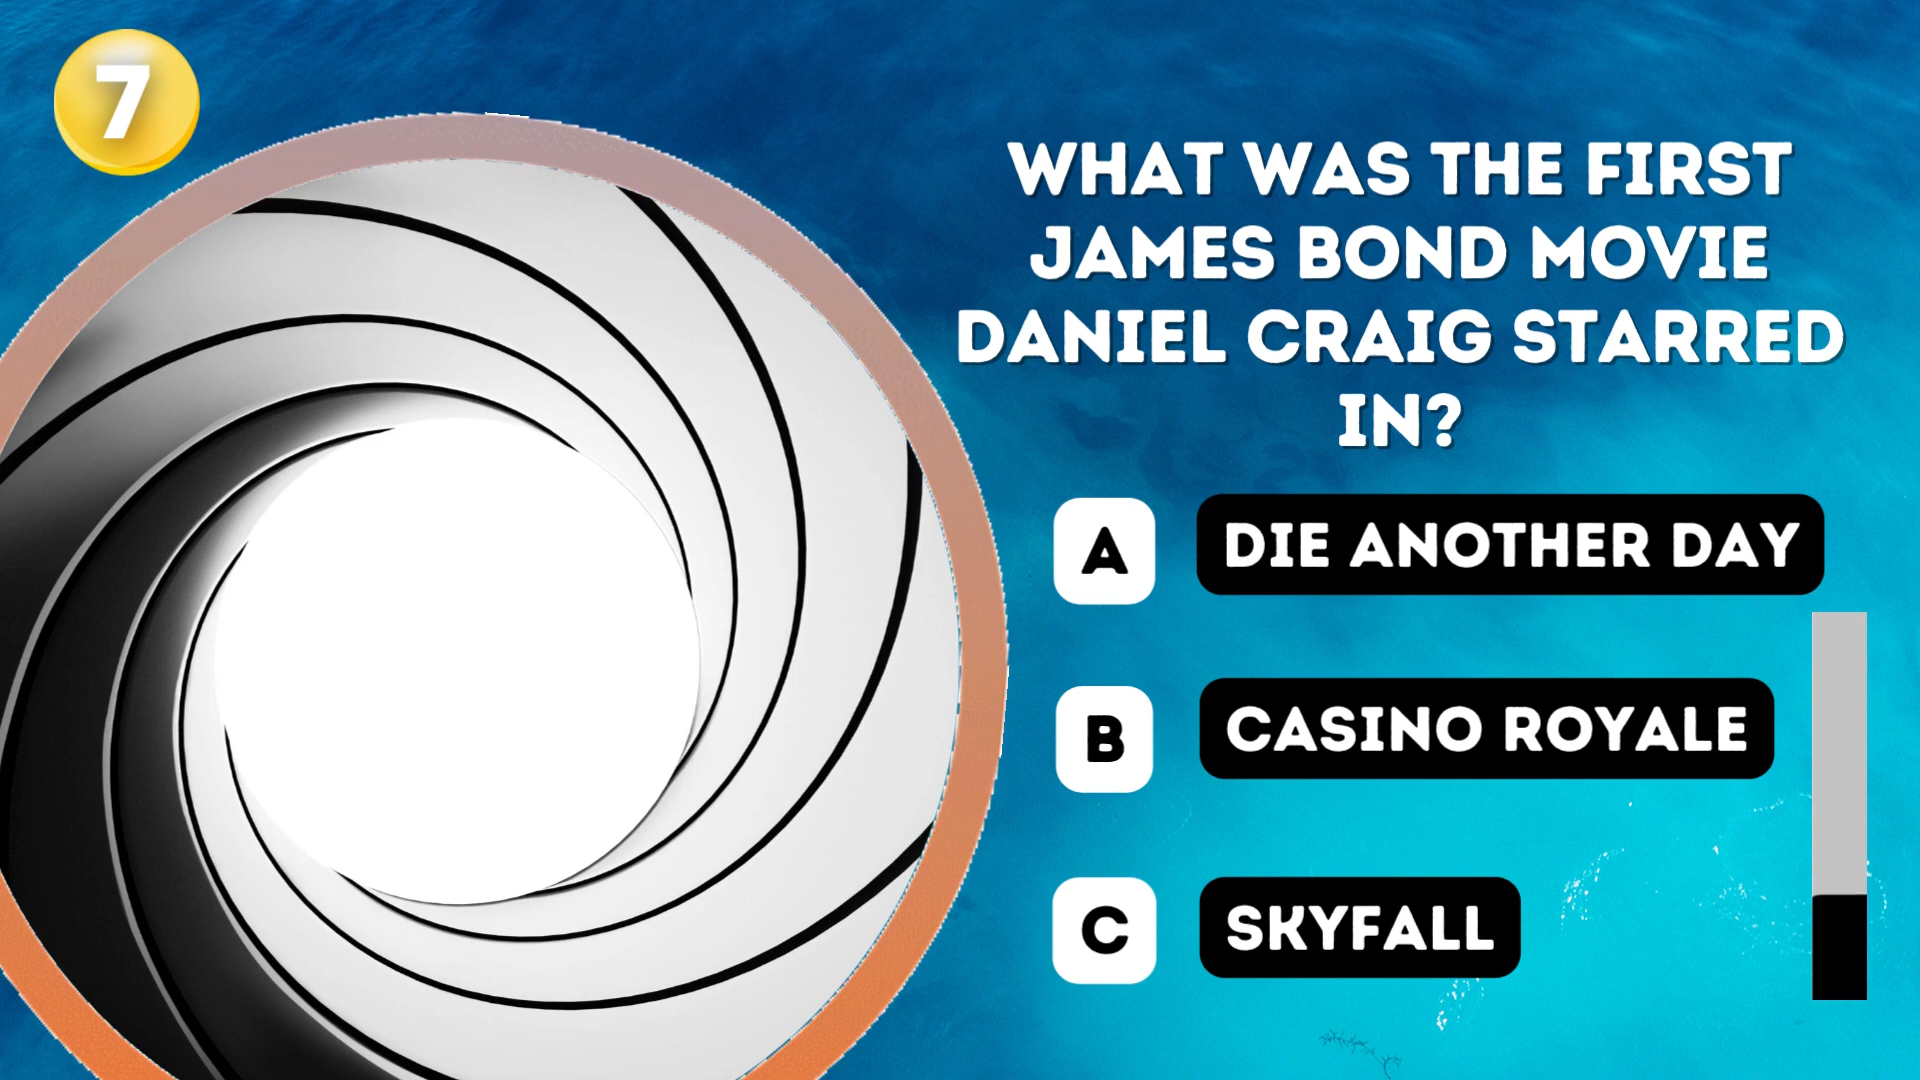 7
WHAT WAS THE FIRST
JAMES BOND MOVIE
DANIEL CRAIG STARRED
IN?
A DIE ANOTHER DAY
B CASINO ROYALE
C SKYFALL